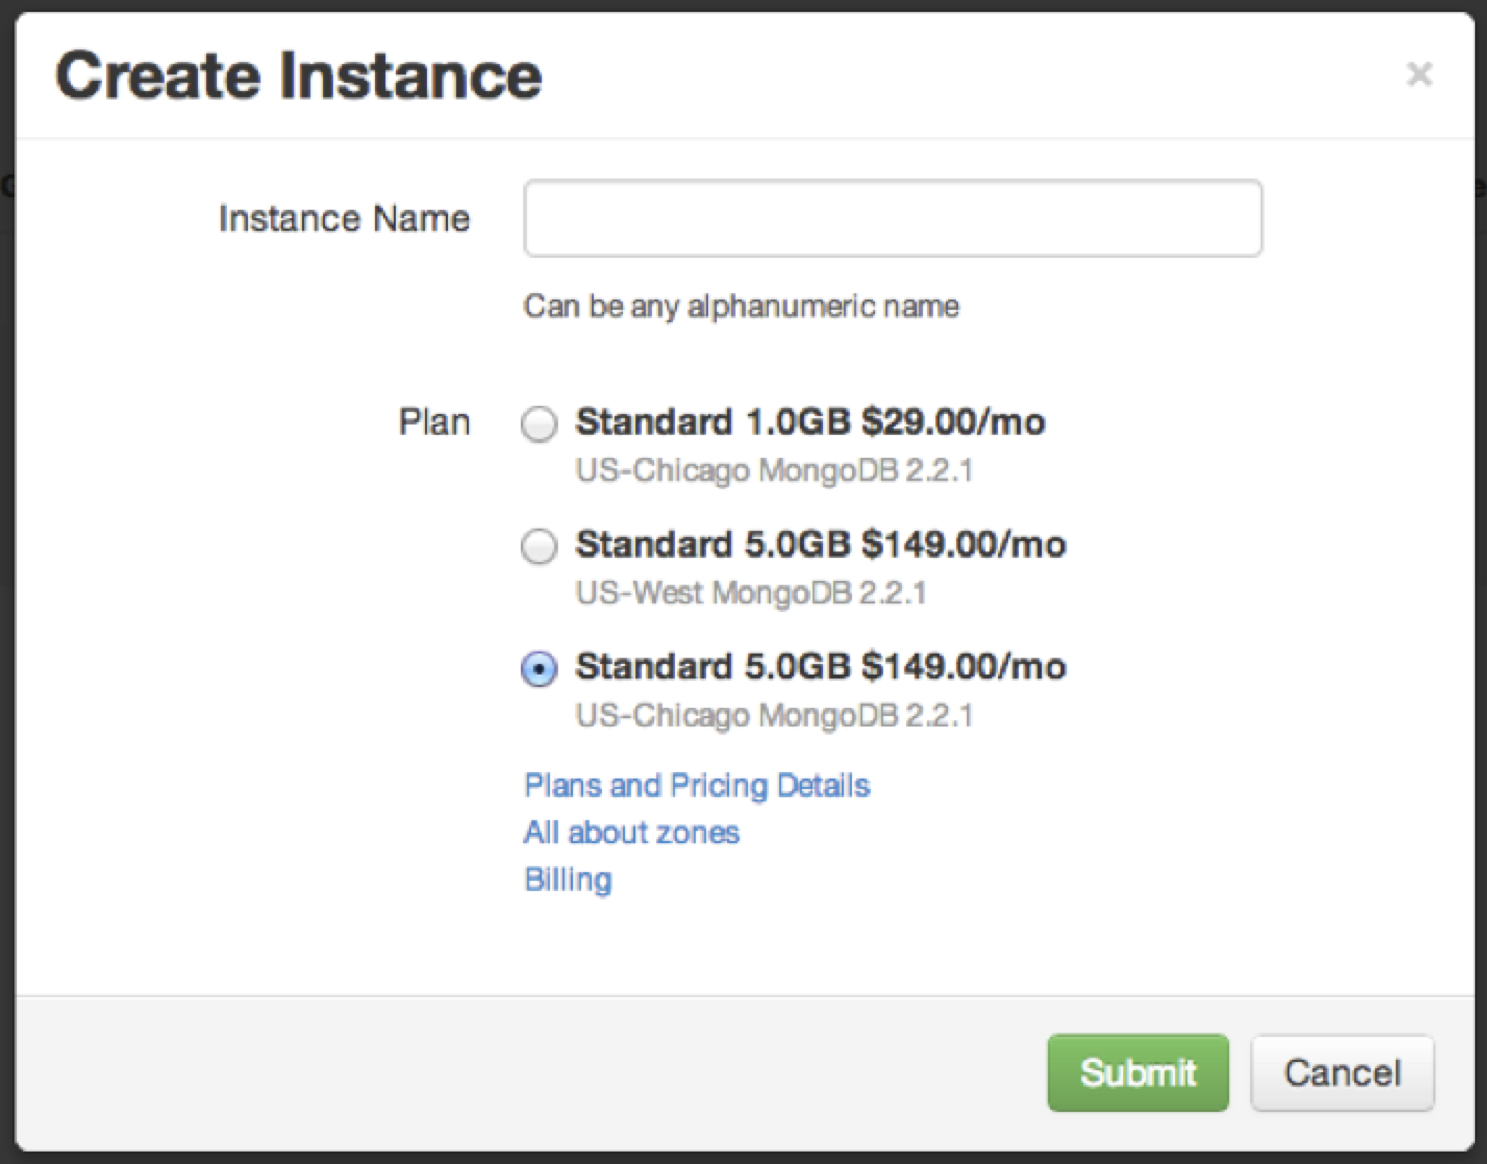 Create Instance
×
Instance Name
Can be any alphanumeric name
Plan
Standard 1.0GB $29.00/mo
US-Chicago MongoDB 2.2.1
Standard 5.0GB $149.00/mo
US-West MongoDB 2.2.1
Standard 5.0GB $149.00/mo
US-Chicago MongoDB 2.2.1
Plans and Pricing Details
All about zones
Billing
Submit
Cancel